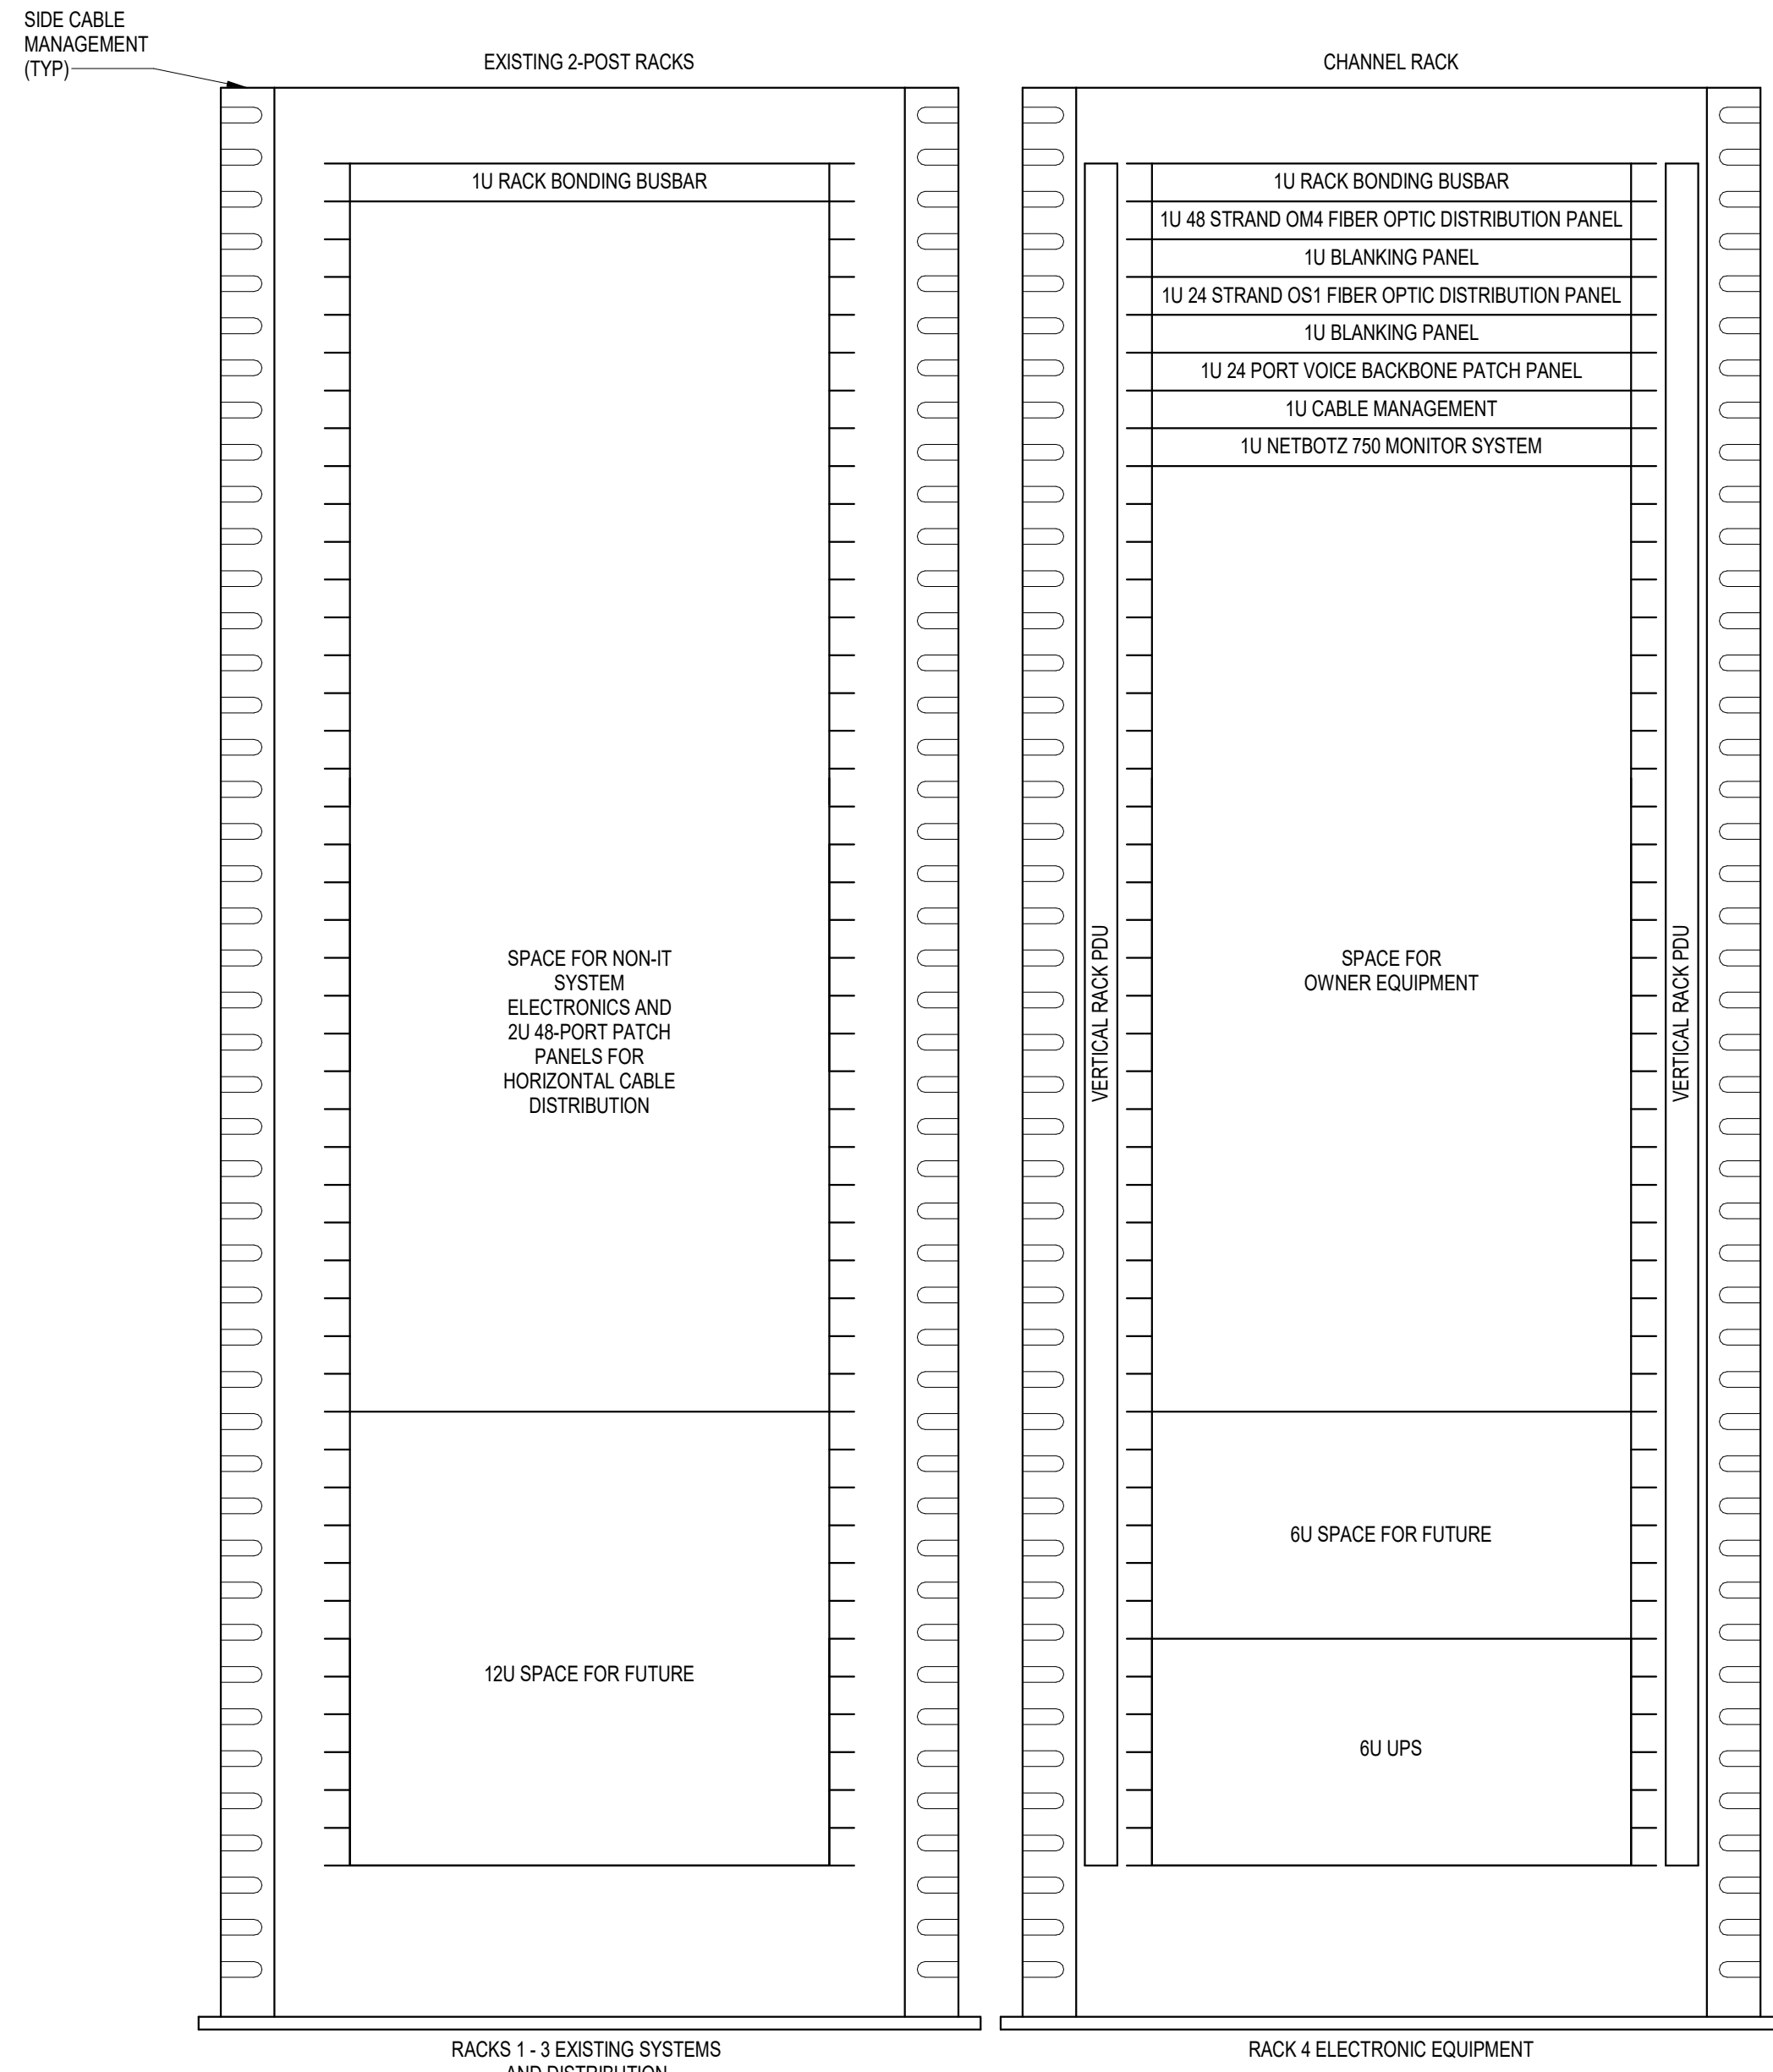 SIDE CABLE
MANAGEMENT
(TYP)
EXISTING 2-POST RACKS
1U RACK BONDING BUSBAR
SPACE FOR NON-IT
SYSTEM
ELECTRONICS AND
2U 48-PORT PATCH
PANELS FOR
HORIZONTAL CABLE
DISTRIBUTION
12U SPACE FOR FUTURE
RACKS 1 - 3 EXISTING SYSTEMS
AND DISTRIBUTION
CHANNEL RACK
1U RACK BONDING BUSBAR
1U 48 STRAND OM4 FIBER OPTIC DISTRIBUTION PANEL
1U BLANKING PANEL
1U 24 STRAND OS1 FIBER OPTIC DISTRIBUTION PANEL
1U BLANKING PANEL
1U 24 PORT VOICE BACKBONE PATCH PANEL
1U CABLE MANAGEMENT
1U NETBOTZ 750 MONITOR SYSTEM
VERTICAL RACK PDU
SPACE FOR
OWNER EQUIPMENT
VERTICAL RACK PDU
6U SPACE FOR FUTURE
6U UPS
RACK 4 ELECTRONIC EQUIPMENT